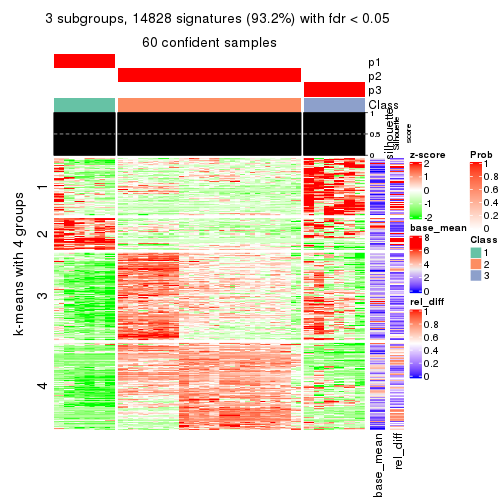 3 subgroups, 14828 signatures (93.2%) with fdr < 0.05
60 confident samples
p1
p2
p3
Class
1
0.5
0
silhouette
Silhouette
score
k-means with 4 groups
1
2
3
4
base_mean
rel_diff
z-score
2
1
0
-1
-2
base_mean
8
6
4
2
0
rel_diff
1
0.8
0.6
0.4
0.2
0
Prob
1
0.8
0.6
0.4
0.2
0
Class
1
2
3